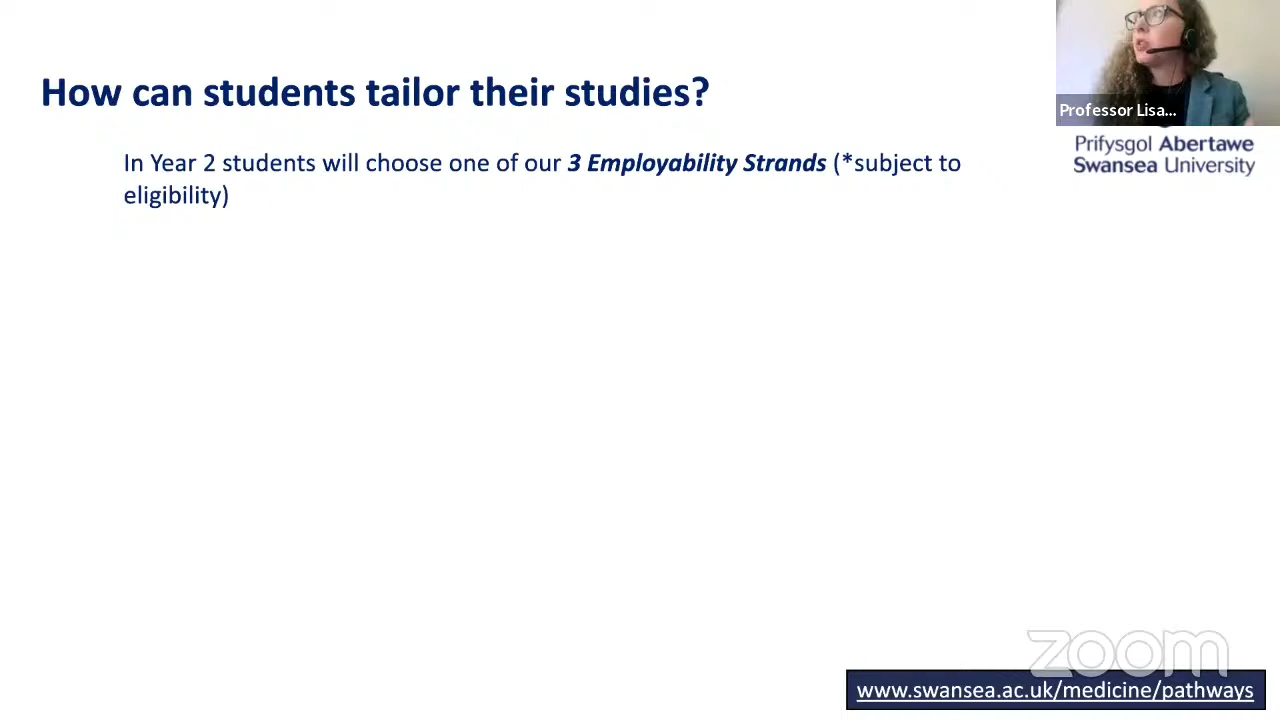 How can students tailor their studies?
In Year 2 students will choose one of our 3 Employability Strands (*subject to
eligibility)
Professor Lisa...
Prifysgol Abertawe
Swansea University
zoom
www.swansea.ac.uk/medicine/pathways